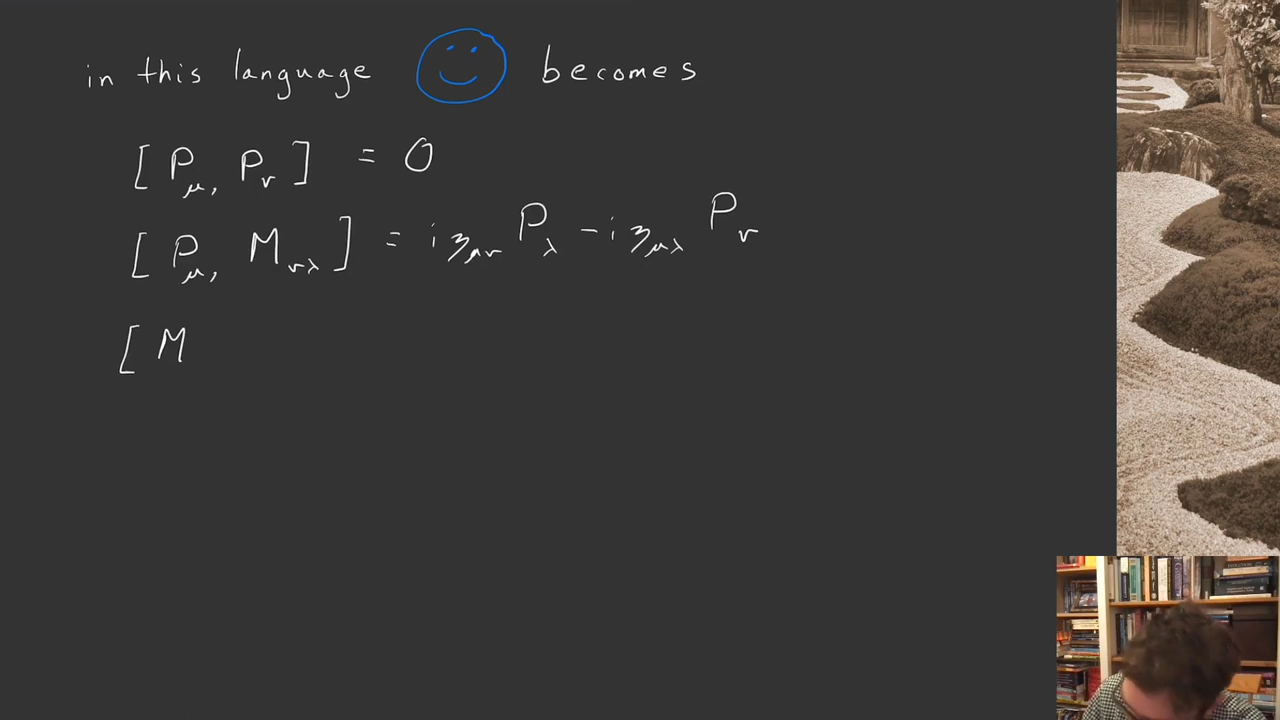 in this language ☺ becomes
[ P_μ, P_ν ] = 0
[ P_μ, M_νλ ] = i η_μν P_λ - i η_μλ P_ν
[ M